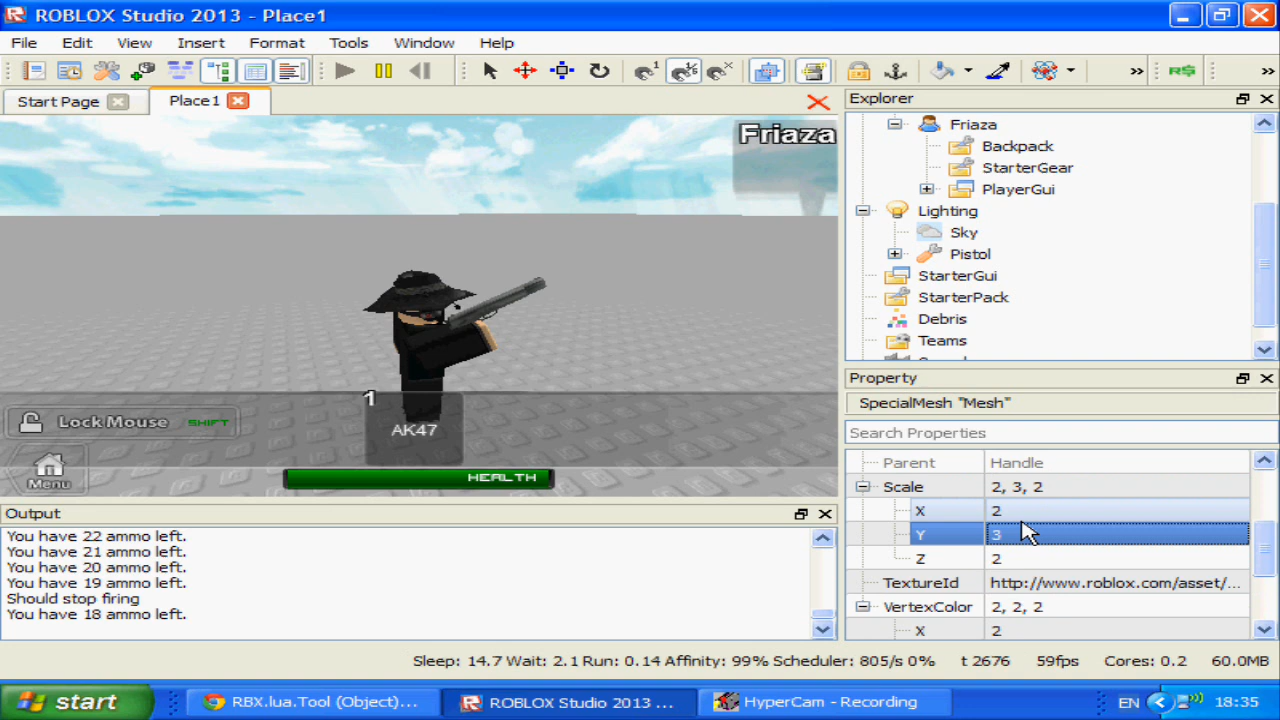 ROBLOX Studio 2013 - Place1
File Edit View Insert Format Tools Window Help
R$
Start Page Place1
Friaza
1
AK47
Lock Mouse SHIFT
Menu
HEALTH
Explorer
Friaza
Backpack
StarterGear
PlayerGui
Lighting
Sky
Pistol
StarterGui
StarterPack
Debris
Teams
Property
SpecialMesh "Mesh"
Search Properties
Parent Handle
Scale 2, 3, 2
X 2
Y 3
Z 2
TextureId http://www.roblox.com/asset/...
VertexColor 2, 2, 2
X 2
Output
You have 22 ammo left.
You have 21 ammo left.
You have 20 ammo left.
You have 19 ammo left.
Should stop firing
You have 18 ammo left.
Sleep: 14.7 Wait: 2.1 Run: 0.14 Affinity: 99% Scheduler: 805/s 0% t 2676 59fps Cores: 0.2 60.0MB
start RBX.lua.Tool (Object)... ROBLOX Studio 2013 ... HyperCam - Recording EN 18:35